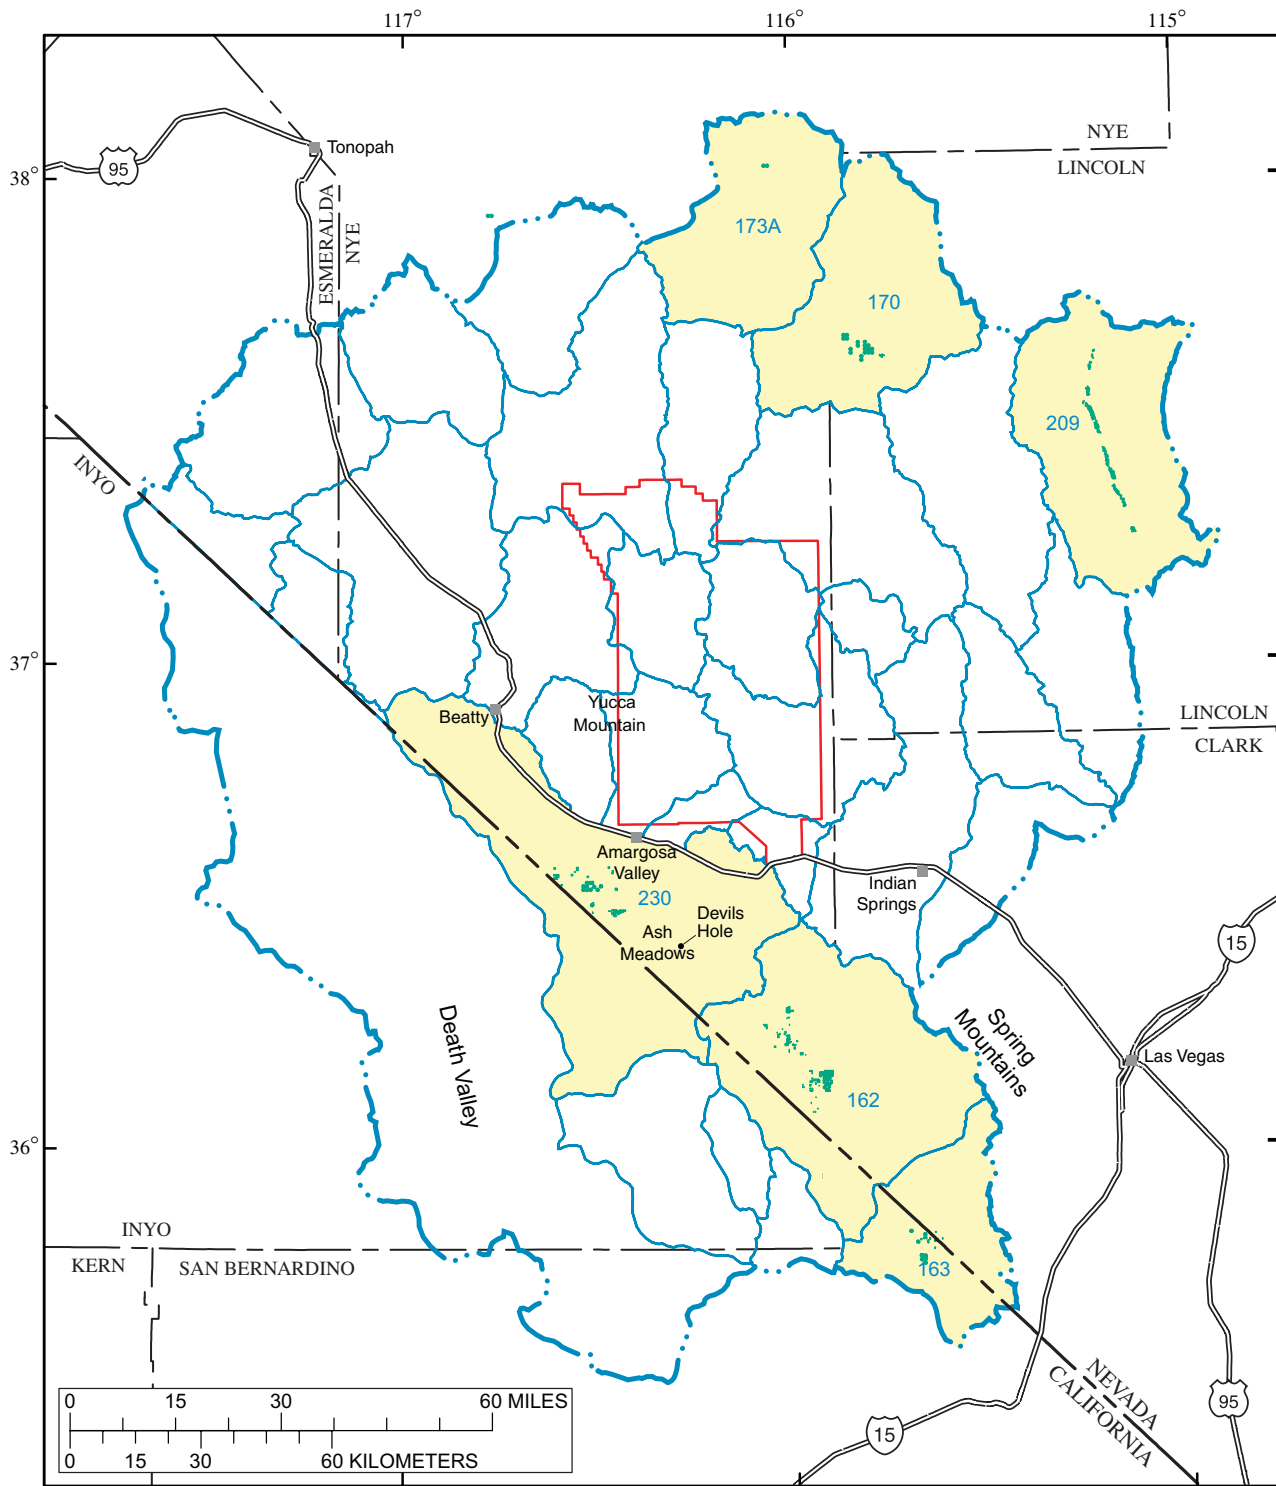 117°
116°
115°
95
Tonopah
NYE
LINCOLN
38°
ESMERALDA
NYE
173A
170
209
INYO
37°
Beatty
Yucca
Mountain
LINCOLN
CLARK
Amargosa
Valley
230
Indian
Springs
Devils
Hole
Ash
Meadows
15
Death Valley
Spring
Mountains
Las Vegas
162
36°
INYO
KERN
SAN BERNARDINO
163
NEVADA
CALIFORNIA
0 15 30 60 MILES
0 15 30 60 KILOMETERS
15
95